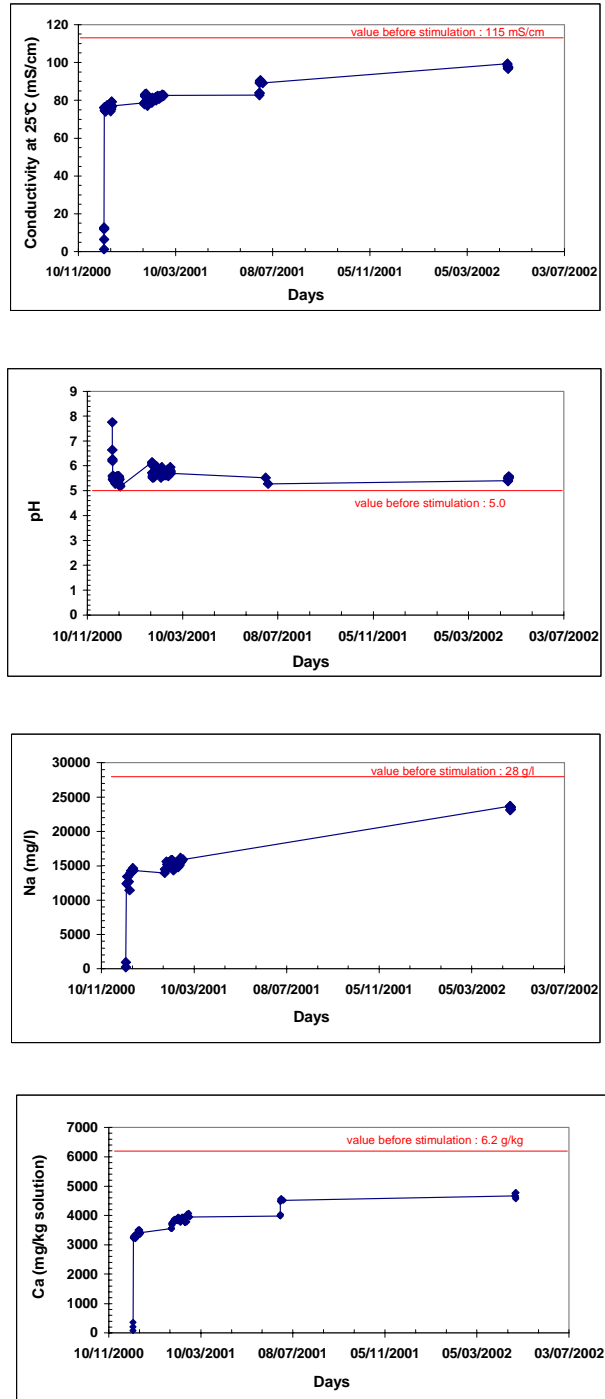 value before stimulation : 115 mS/cm
120
100
80
60
40
20
0
Conductivity at 25℃ (mS/cm)
10/11/2000 10/03/2001 08/07/2001 05/11/2001 05/03/2002 03/07/2002
Days
9
8
7
6
5
4
3
2
1
0
pH
value before stimulation : 5.0
10/11/2000 10/03/2001 08/07/2001 05/11/2001 05/03/2002 03/07/2002
Days
30000
25000
20000
15000
10000
5000
0
Na (mg/l)
value before stimulation : 28 g/l
10/11/2000 10/03/2001 08/07/2001 05/11/2001 05/03/2002 03/07/2002
Days
7000
6000
5000
4000
3000
2000
1000
0
Ca (mg/kg solution)
value before stimulation : 6.2 g/kg
10/11/2000 10/03/2001 08/07/2001 05/11/2001 05/03/2002 03/07/2002
Days